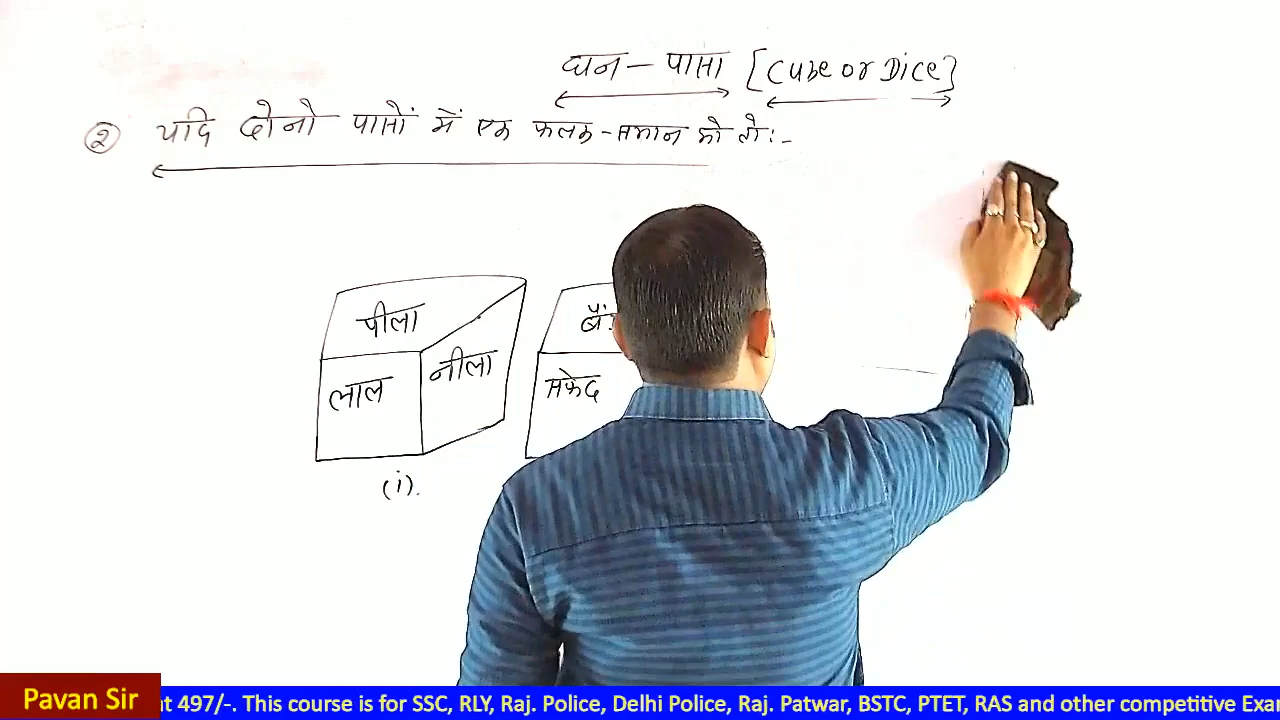 घन - पासा [Cube or Dice]
② यदि दोनो पासों में एक फलक - समान हो तो :-
पीला
लाल
नीला
(i).
बैं.
सफेद
Pavan Sir
at 497/-. This course is for SSC, RLY, Raj. Police, Delhi Police, Raj. Patwar, BSTC, PTET, RAS and other competitive Exa